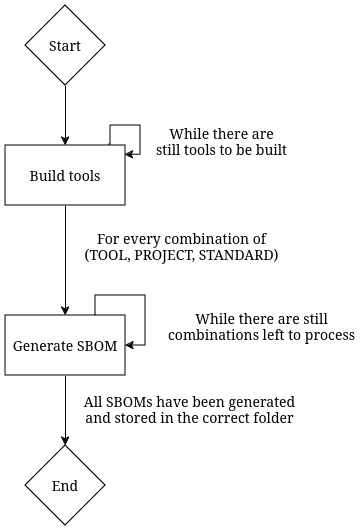 Start
While there are
still tools to be built
Build tools
For every combination of
(TOOL, PROJECT, STANDARD)
While there are still
combinations left to process
Generate SBOM
All SBOMs have been generated
and stored in the correct folder
End